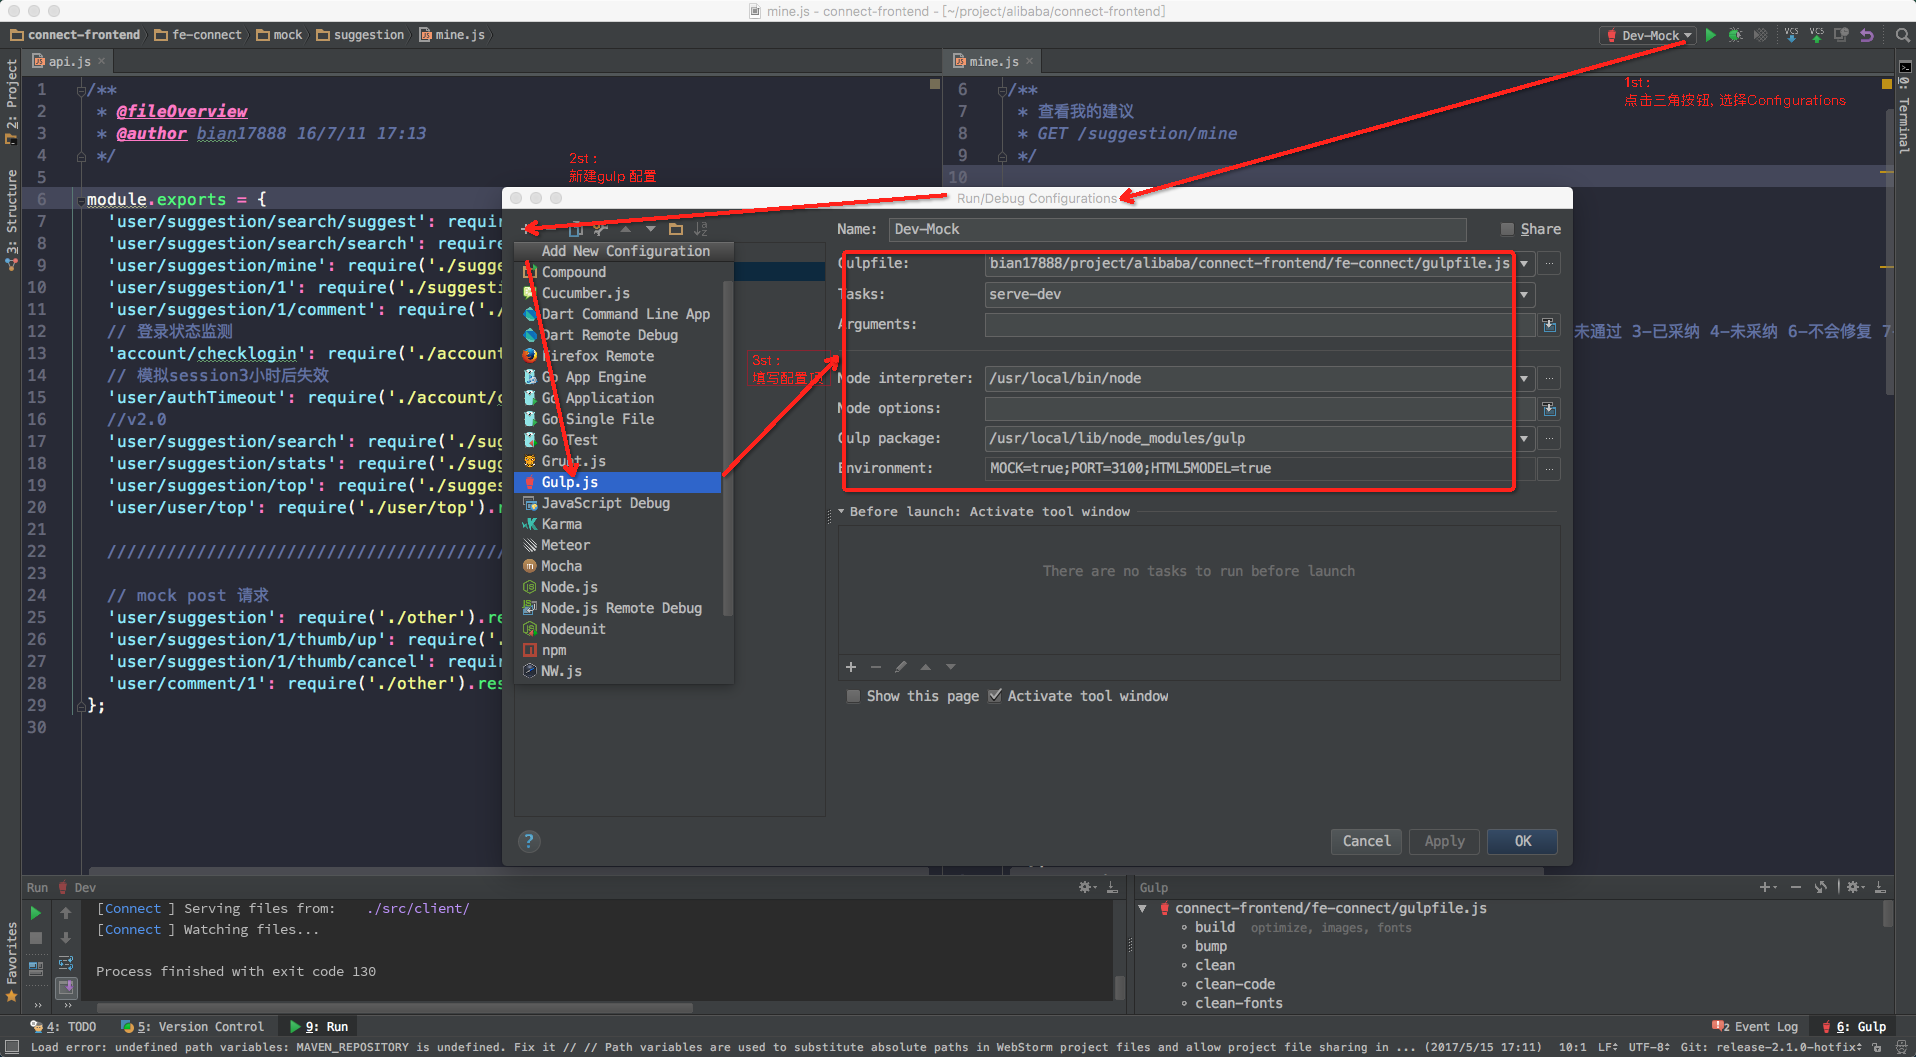 mine.js - connect-frontend - [~/project/alibaba/connect-frontend]
connect-frontend fe-connect mock suggestion mine.js
Dev-Mock
VCS VCS
api.js
mine.js
1st：
点击三角按钮, 选择Configurations
2: Project
3: Structure
Favorites
0: Terminal
1 /**
2 * @fileOverview
3 * @author bian17888 16/7/11 17:13
4 */
5
6 module.exports = {
7 'user/suggestion/search/suggest': requir
8 'user/suggestion/search/search': require
9 'user/suggestion/mine': require('./sugge
10 'user/suggestion/1': require('./suggesti
11 'user/suggestion/1/comment': require('./
12 // 登录状态监测
13 'account/checklogin': require('./account
14 // 模拟session3小时后失效
15 'user/authTimeout': require('./account/c
16 //v2.0
17 'user/suggestion/search': require('./sug
18 'user/suggestion/stats': require('./sugg
19 'user/suggestion/top': require('./sugges
20 'user/user/top': require('./user/top').r
21
22 ////////////////////////////////////////
23
24 // mock post 请求
25 'user/suggestion': require('./other').re
26 'user/suggestion/1/thumb/up': require('.
27 'user/suggestion/1/thumb/cancel': requir
28 'user/comment/1': require('./other').res
29 };
30
6 /**
7 * 查看我的建议
8 * GET /suggestion/mine
9 */
10
未通过 3-已采纳 4-未采纳 6-不会修复 7
2st：
新建gulp 配置
Run/Debug Configurations
Add New Configuration
Compound
Cucumber.js
Dart Command Line App
Dart Remote Debug
Firefox Remote
Go App Engine
Go Application
Go Single File
Go Test
Grunt.js
Gulp.js
JavaScript Debug
Karma
Meteor
Mocha
Node.js
Node.js Remote Debug
Nodeunit
npm
NW.js
3st：
填写配置项
Name: Dev-Mock
Share
Gulpfile: bian17888/project/alibaba/connect-frontend/fe-connect/gulpfile.js
Tasks: serve-dev
Arguments:
Node interpreter: /usr/local/bin/node
Node options:
Gulp package: /usr/local/lib/node_modules/gulp
Environment: MOCK=true;PORT=3100;HTML5MODEL=true
Before launch: Activate tool window
There are no tasks to run before launch
Show this page Activate tool window
?
Cancel Apply OK
Run Dev
[Connect ] Serving files from: ./src/client/
[Connect ] Watching files...
Process finished with exit code 130
Gulp
connect-frontend/fe-connect/gulpfile.js
build optimize, images, fonts
bump
clean
clean-code
clean-fonts
4: TODO 5: Version Control 9: Run
2 Event Log 6: Gulp
Load error: undefined path variables: MAVEN_REPOSITORY is undefined. Fix it // // Path variables are used to substitute absolute paths in WebStorm project files and allow project file sharing in ... (2017/5/15 17:11) 10:1 LF UTF-8 Git: release-2.1.0-hotfix